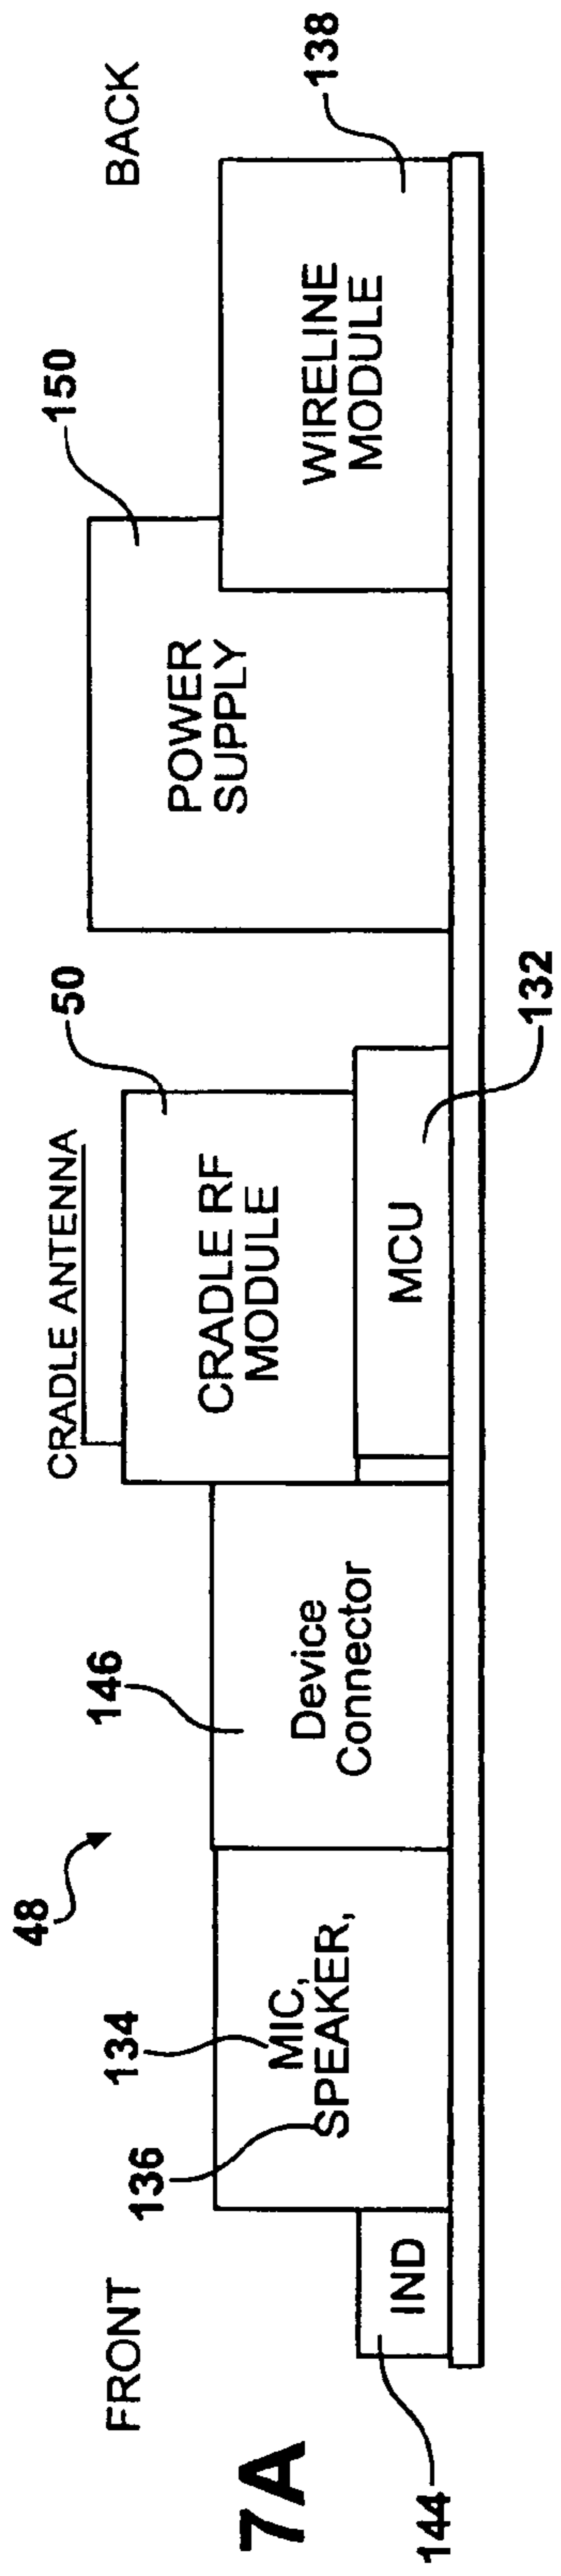 FRONT
BACK
7A
144
IND
136
134
MIC,
SPEAKER,
48
146
Device
Connector
CRADLE ANTENNA
50
CRADLE RF
MODULE
MCU
132
150
POWER
SUPPLY
138
WIRELINE
MODULE